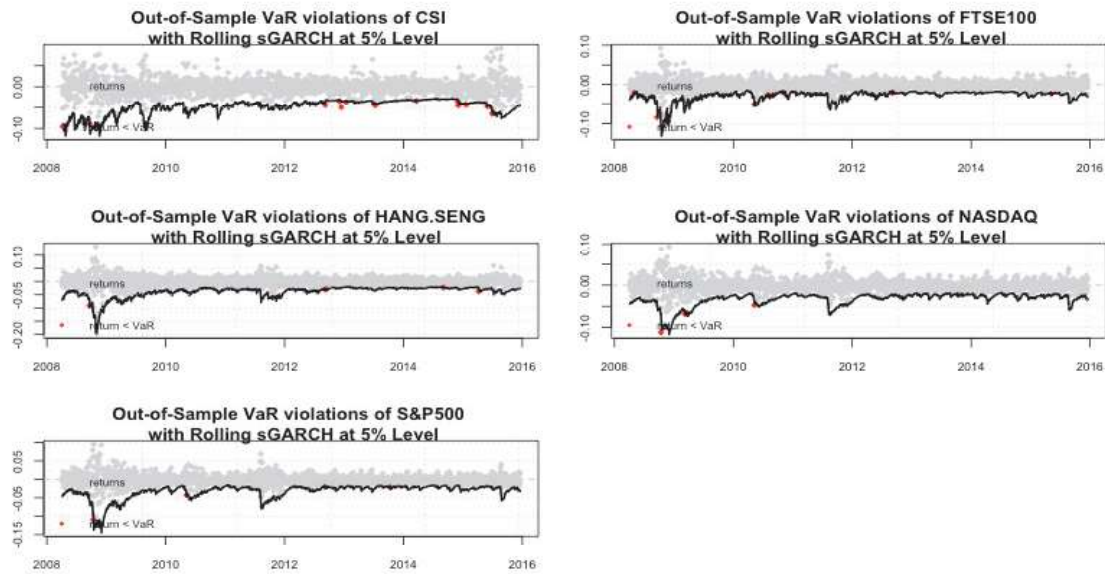 Out-of-Sample VaR violations of CSI
with Rolling sGARCH at 5% Level
0.00
-0.10
returns
return < VaR
2008 2010 2012 2014 2016
Out-of-Sample VaR violations of FTSE100
with Rolling sGARCH at 5% Level
0.10
0.00
-0.10
returns
return < VaR
2008 2010 2012 2014 2016
Out-of-Sample VaR violations of HANG.SENG
with Rolling sGARCH at 5% Level
0.10
-0.05
-0.20
returns
return < VaR
2008 2010 2012 2014 2016
Out-of-Sample VaR violations of NASDAQ
with Rolling sGARCH at 5% Level
0.10
0.00
-0.10
returns
return < VaR
2008 2010 2012 2014 2016
Out-of-Sample VaR violations of S&P500
with Rolling sGARCH at 5% Level
0.05
-0.05
-0.15
returns
return < VaR
2008 2010 2012 2014 2016